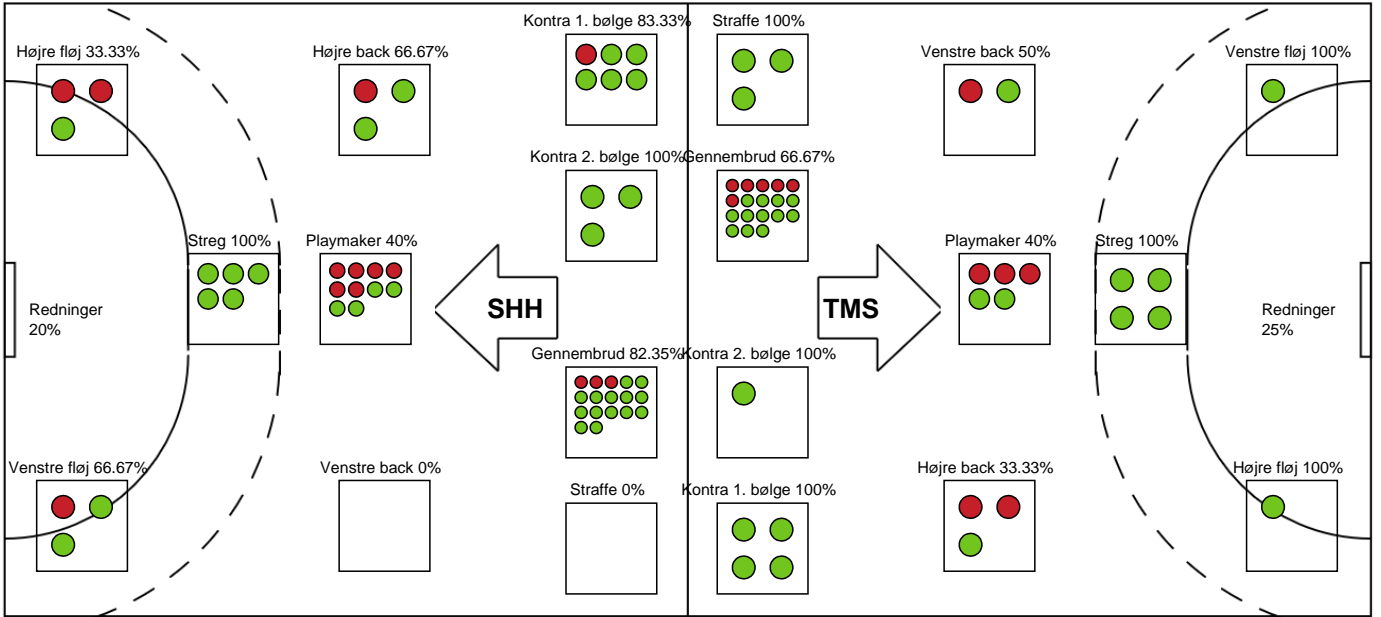 Kontra 1. bølge 83.33%
Straffe 100%
Højre fløj 33.33%
Højre back 66.67%
Venstre back 50%
Venstre fløj 100%
Kontra 2. bølge 100%
Gennembrud 66.67%
Streg 100%
Playmaker 40%
Playmaker 40%
Streg 100%
Redninger
20%
SHH
TMS
Redninger
25%
Gennembrud 82.35%
Kontra 2. bølge 100%
Venstre fløj 66.67%
Venstre back 0%
Straffe 0%
Kontra 1. bølge 100%
Højre back 33.33%
Højre fløj 100%